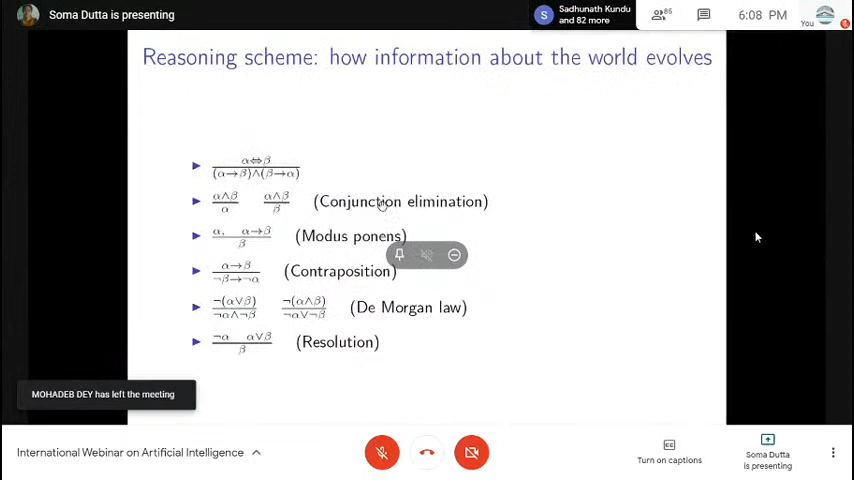 Soma Dutta is presenting
S Sadhunath Kundu
and 82 more
85
6:08 PM
You
Reasoning scheme: how information about the world evolves
α⇔β / (α→β)∧(β→α)
α∧β / α α∧β / β (Conjunction elimination)
α, α→β / β (Modus ponens)
α→β / ¬β→¬α (Contraposition)
¬(α∨β) / ¬α∧¬β ¬(α∧β) / ¬α∨¬β (De Morgan law)
¬α α∨β / β (Resolution)
MOHADEB DEY has left the meeting
International Webinar on Artificial Intelligence
Turn on captions
Soma Dutta
is presenting